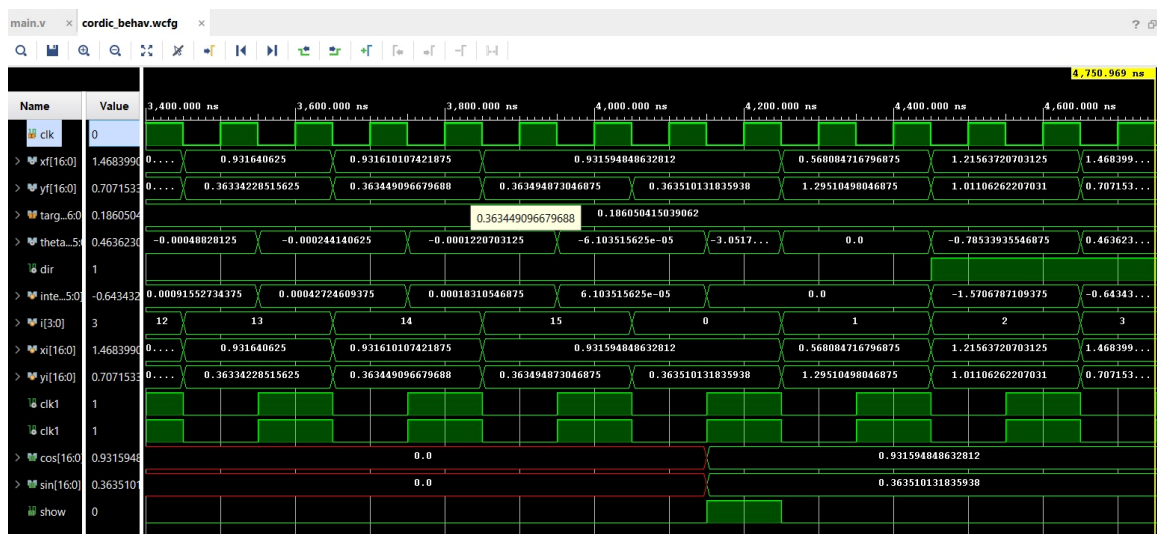 main.v × cordic_behav.wcfg × ?
4,750.969 ns
Name Value 3,400.000 ns 3,600.000 ns 3,800.000 ns 4,000.000 ns 4,200.000 ns 4,400.000 ns 4,600.000 ns
clk 0
xf[16:0] 1.4683990 0.... 0.931640625 0.931610107421875 0.931594848632812 0.568084716796875 1.21563720703125 1.468399...
yf[16:0] 0.7071533 0.... 0.36334228515625 0.363449096679688 0.363494873046875 0.363510131835938 1.29510498046875 1.01106262207031 0.707153...
targ...6:0 0.1860504 0.186050415039062
0.363449096679688
theta...5: 0.4636230 -0.00048828125 -0.000244140625 -0.0001220703125 -6.103515625e-05 -3.0517... 0.0 -0.78533935546875 0.463623...
dir 1
inte...5:0] -0.643432 0.00091552734375 0.00042724609375 0.00018310546875 6.103515625e-05 0.0 -1.5706787109375 -0.64343...
i[3:0] 3 12 13 14 15 0 1 2 3
xi[16:0] 1.4683990 0.... 0.931640625 0.931610107421875 0.931594848632812 0.568084716796875 1.21563720703125 1.468399...
yi[16:0] 0.7071533 0.... 0.36334228515625 0.363449096679688 0.363494873046875 0.363510131835938 1.29510498046875 1.01106262207031 0.707153...
clk1 1
clk1 1
cos[16:0 0.9315948 0.0 0.931594848632812
sin[16:0] 0.3635101 0.0 0.363510131835938
show 0